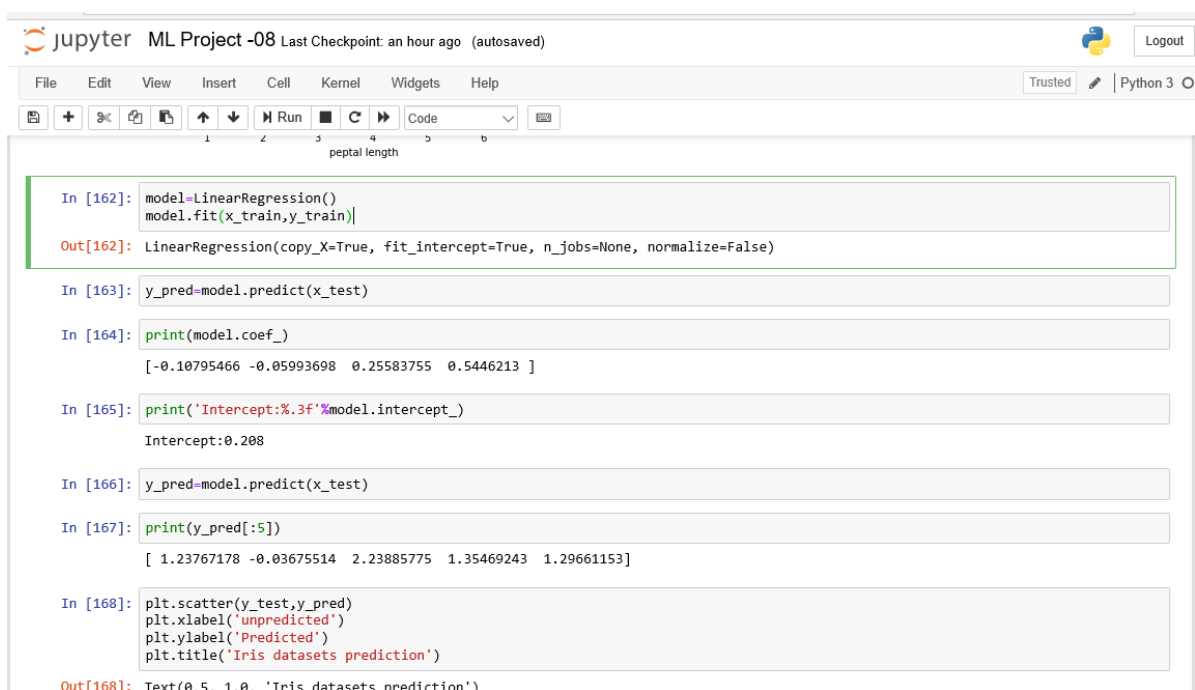 jupyter ML Project -08 Last Checkpoint: an hour ago (autosaved)
Logout
File Edit View Insert Cell Kernel Widgets Help
Trusted Python 3
Run Code
1 2 3 4 5 6
peptal length
In [162]: model=LinearRegression()
model.fit(x_train,y_train)
Out[162]: LinearRegression(copy_X=True, fit_intercept=True, n_jobs=None, normalize=False)
In [163]: y_pred=model.predict(x_test)
In [164]: print(model.coef_)
[-0.10795466 -0.05993698 0.25583755 0.5446213 ]
In [165]: print('Intercept:%.3f'%model.intercept_)
Intercept:0.208
In [166]: y_pred=model.predict(x_test)
In [167]: print(y_pred[:5])
[ 1.23767178 -0.03675514 2.23885775 1.35469243 1.29661153]
In [168]: plt.scatter(y_test,y_pred)
plt.xlabel('unpredicted')
plt.ylabel('Predicted')
plt.title('Iris datasets prediction')
Out[168]: Text(0.5, 1.0, 'Iris datasets prediction')